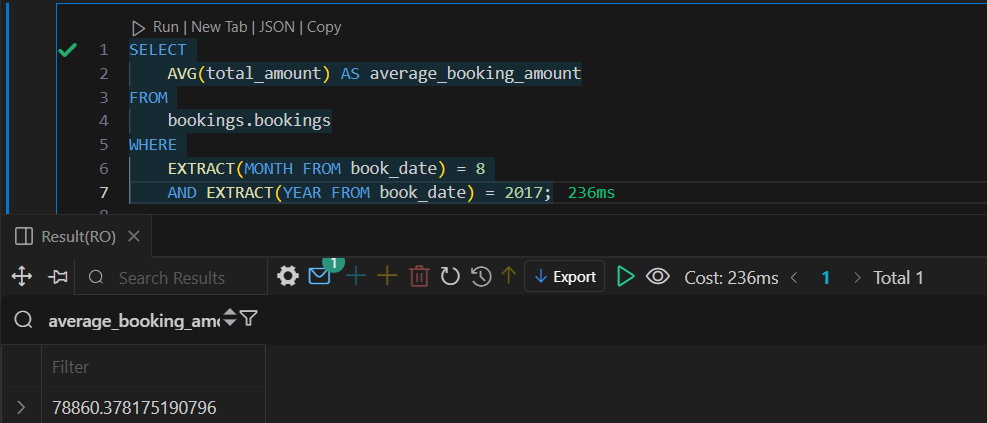 Run | New Tab | JSON | Copy
1 SELECT
2 AVG(total_amount) AS average_booking_amount
3 FROM
4 bookings.bookings
5 WHERE
6 EXTRACT(MONTH FROM book_date) = 8
7 AND EXTRACT(YEAR FROM book_date) = 2017; 236ms
8
Result(RO)
Search Results 1 Export Cost: 236ms 1 Total 1
average_booking_amo
Filter
78860.378175190796